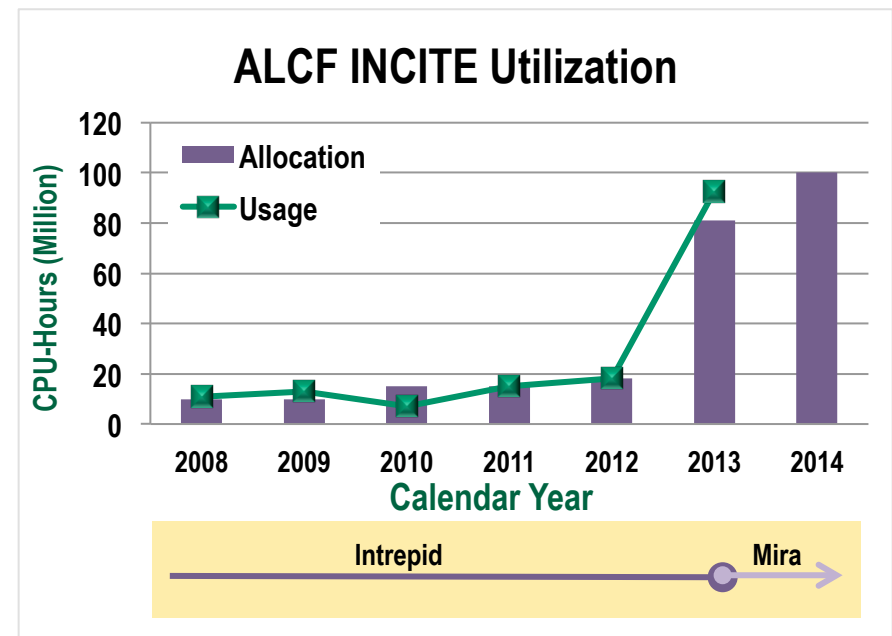 ALCF INCITE Utilization
CPU-Hours (Million)
120
100
80
60
40
20
0
Allocation
Usage
2008 2009 2010 2011 2012 2013 2014
Calendar Year
Intrepid Mira